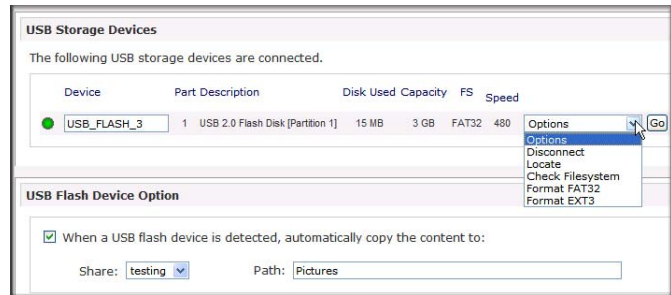 USB Storage Devices
The following USB storage devices are connected.
Device Part Description Disk Used Capacity FS Speed
USB_FLASH_3 1 USB 2.0 Flash Disk [Partition 1] 15 MB 3 GB FAT32 480 Options Go
Options
Disconnect
Locate
Check Filesystem
Format FAT32
Format EXT3
USB Flash Device Option
When a USB flash device is detected, automatically copy the content to:
Share: testing Path: Pictures